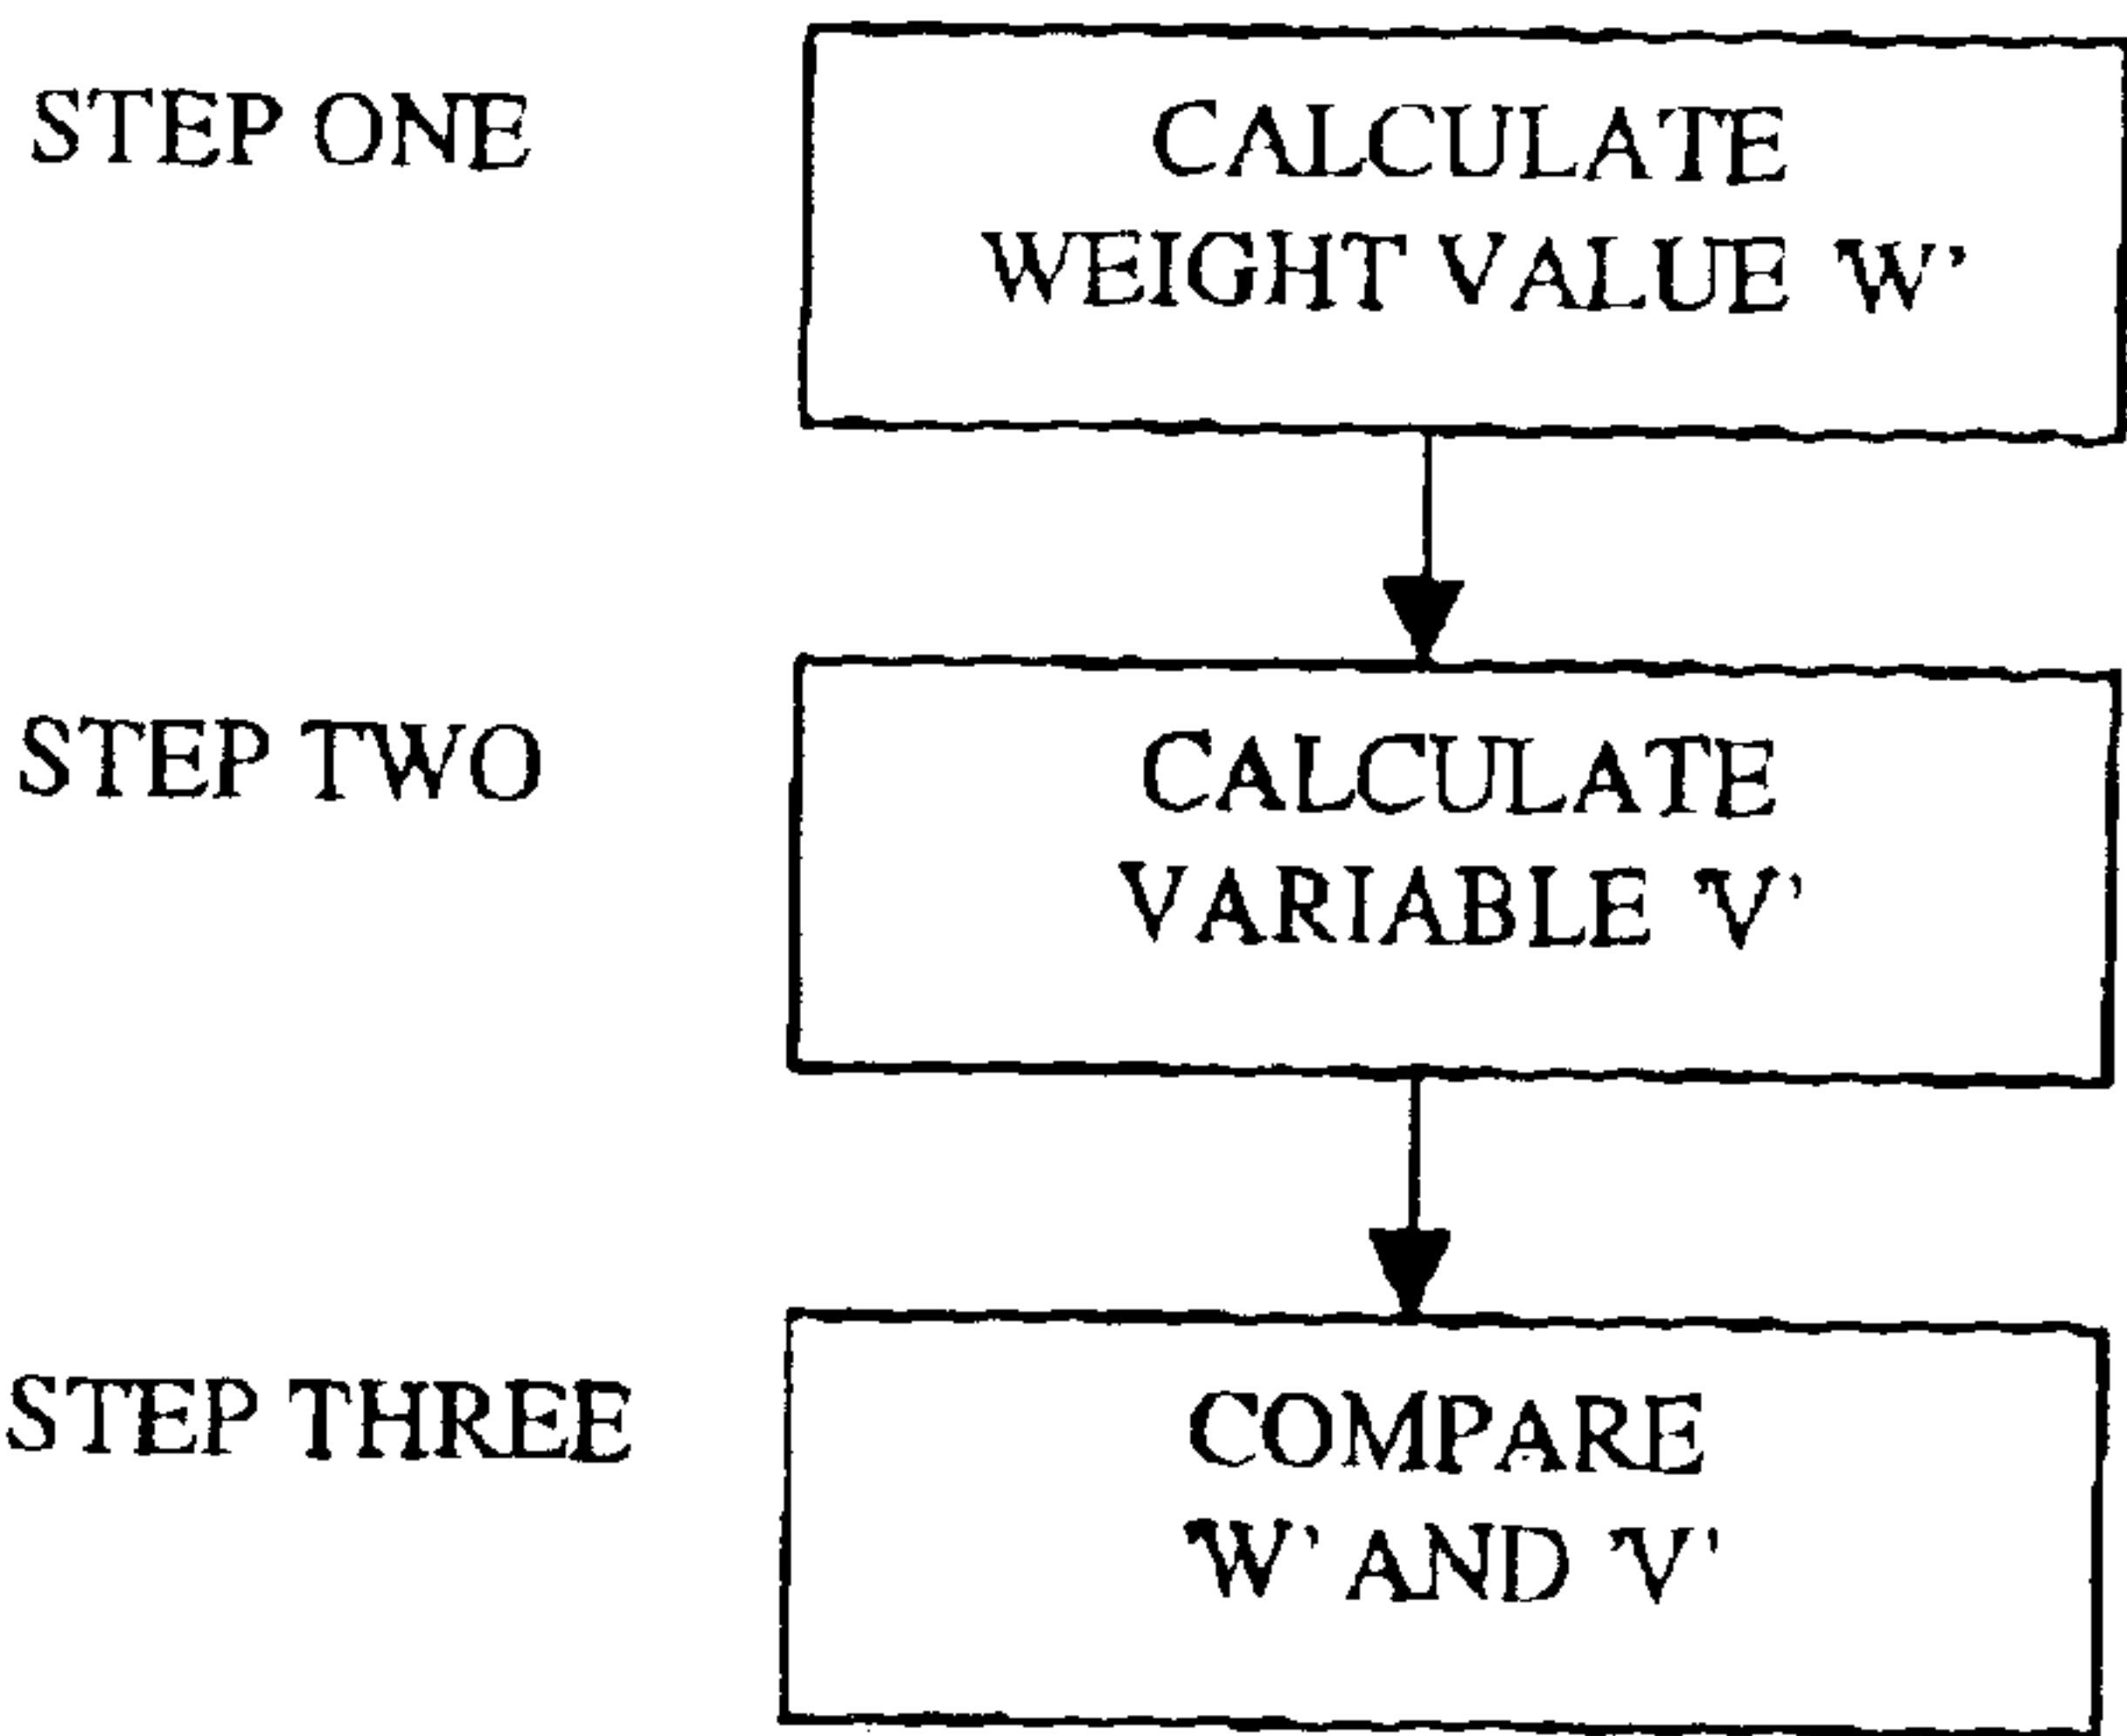 STEP ONE
CALCULATE
WEIGHT VALUE 'W'
STEP TWO
CALCULATE
VARIABLE 'V'
STEP THREE
COMPARE
'W' AND 'V'